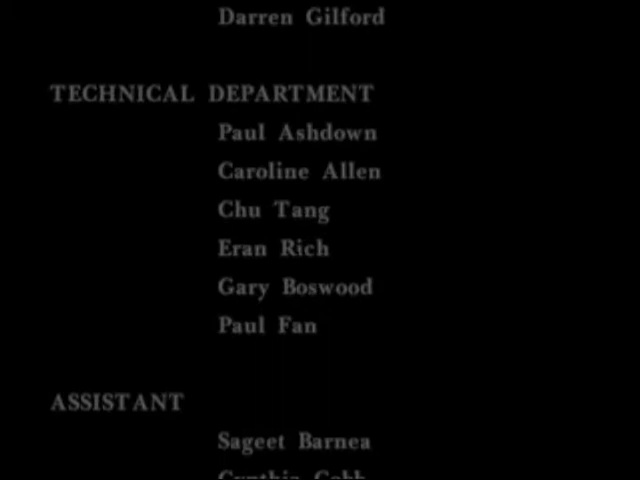 Darren Gilford
TECHNICAL DEPARTMENT
Paul Ashdown
Caroline Allen
Chu Tang
Eran Rich
Gary Boswood
Paul Fan
ASSISTANT
Sageet Barnea
Cynthia Cobb